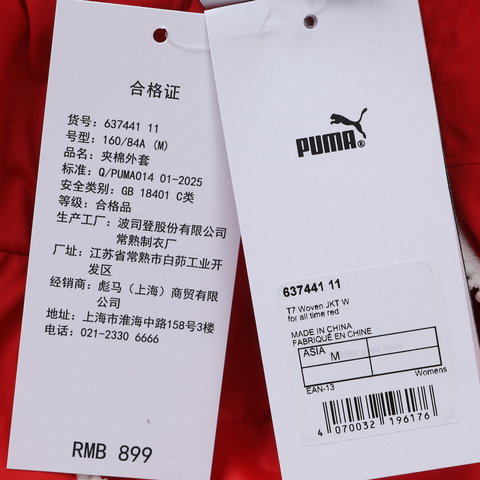 合格证
货号: 637441 11
号型: 160/84A (M)
品名: 夹棉外套
标准: Q/PUMA014 01-2025
安全类别: GB 18401 C类
等级: 合格品
生产工厂: 波司登股份有限公司
常熟制衣厂
厂址: 江苏省常熟市白茆工业开
发区
经销商: 彪马（上海）商贸有限
公司
地址: 上海市淮海中路158号3楼
电话: 021-2330 6666
RMB 899
PUMA®
637441 11
T7 Woven JKT W
for all time red
MADE IN CHINA
FABRIQUÉ EN CHINE
ASIA M
Womens
EAN-13
4 070032 196176